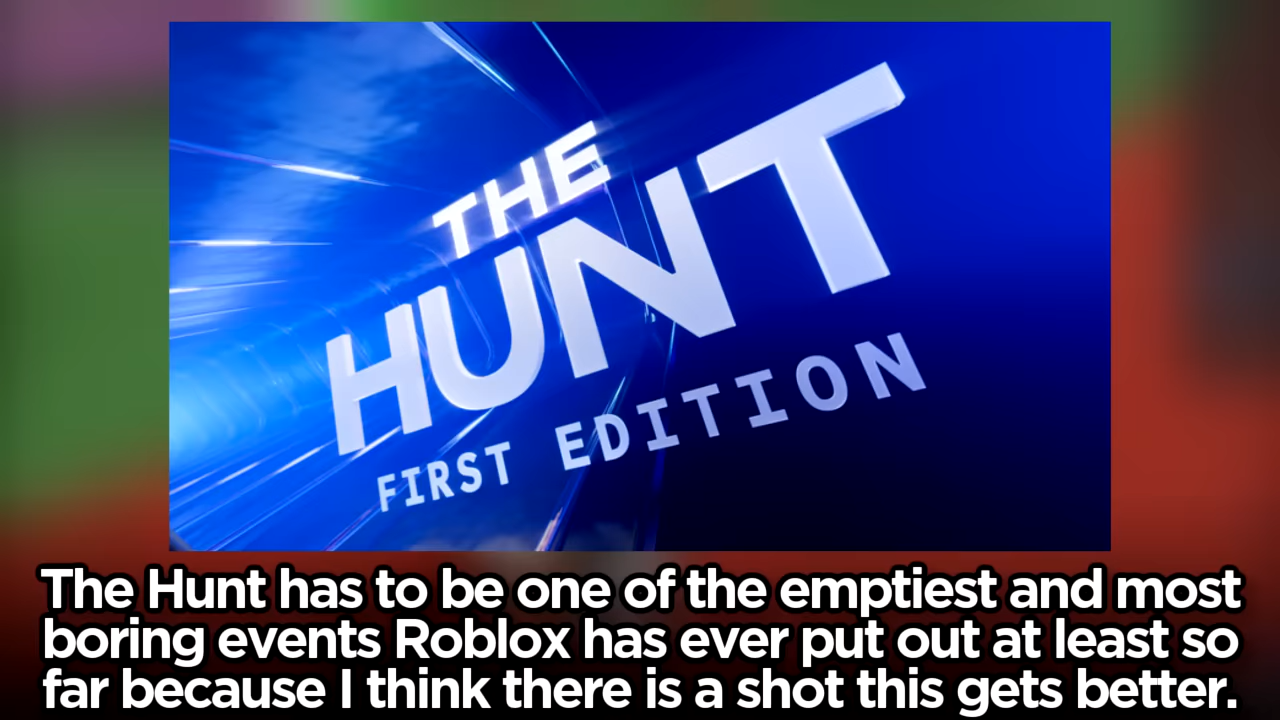 THE
HUNT
FIRST EDITION
The Hunt has to be one of the emptiest and most
boring events Roblox has ever put out at least so
far because I think there is a shot this gets better.